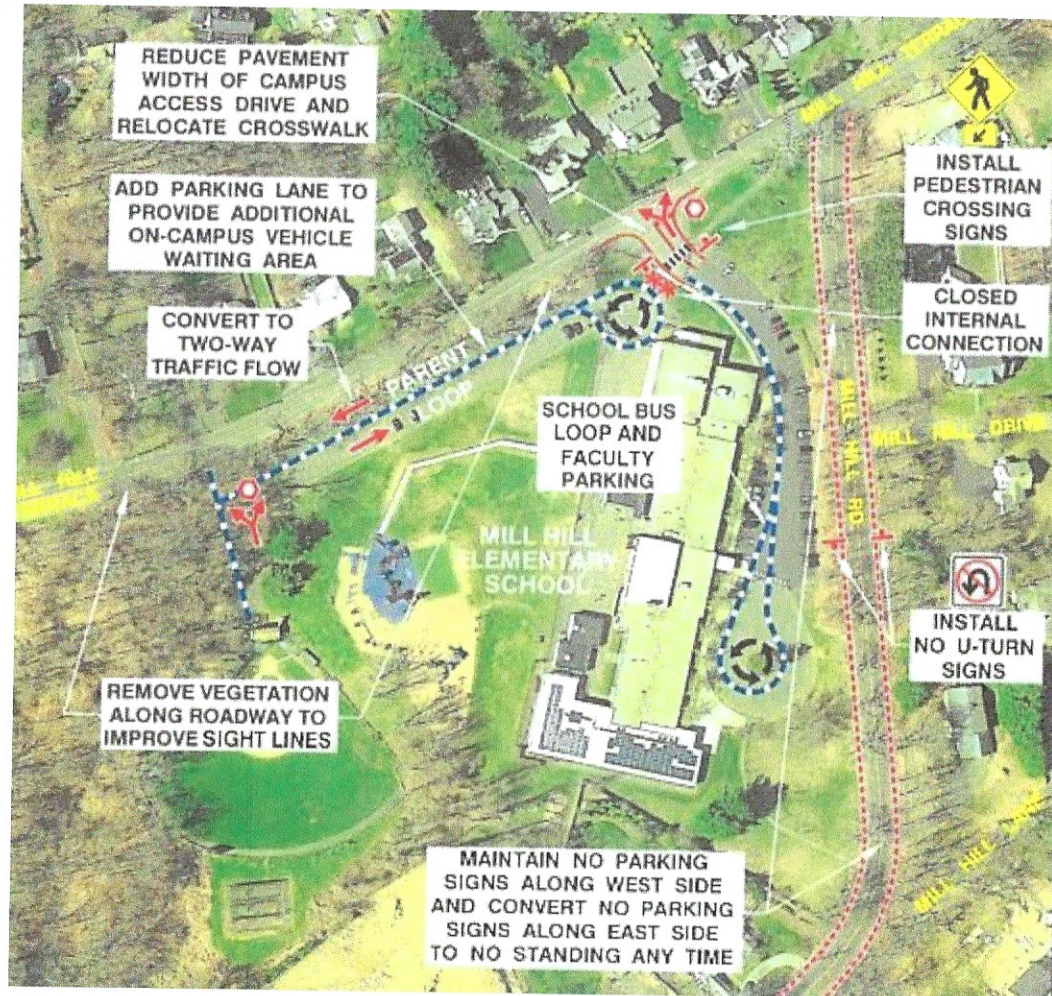 REDUCE PAVEMENT
WIDTH OF CAMPUS
ACCESS DRIVE AND
RELOCATE CROSSWALK
MILL HILL
ADD PARKING LANE TO
PROVIDE ADDITIONAL
ON-CAMPUS VEHICLE
WAITING AREA
INSTALL
PEDESTRIAN
CROSSING
SIGNS
CONVERT TO
TWO-WAY
TRAFFIC FLOW
CLOSED
INTERNAL
CONNECTION
PARENT
LOOP
SCHOOL BUS
LOOP AND
FACULTY
PARKING
MILL HILL RD
MILL HILL DRIVE
MILL HILL
ELEMENTARY
SCHOOL
INSTALL
NO U-TURN
SIGNS
REMOVE VEGETATION
ALONG ROADWAY TO
IMPROVE SIGHT LINES
MAINTAIN NO PARKING
SIGNS ALONG WEST SIDE
AND CONVERT NO PARKING
SIGNS ALONG EAST SIDE
TO NO STANDING ANY TIME
MILL HILL